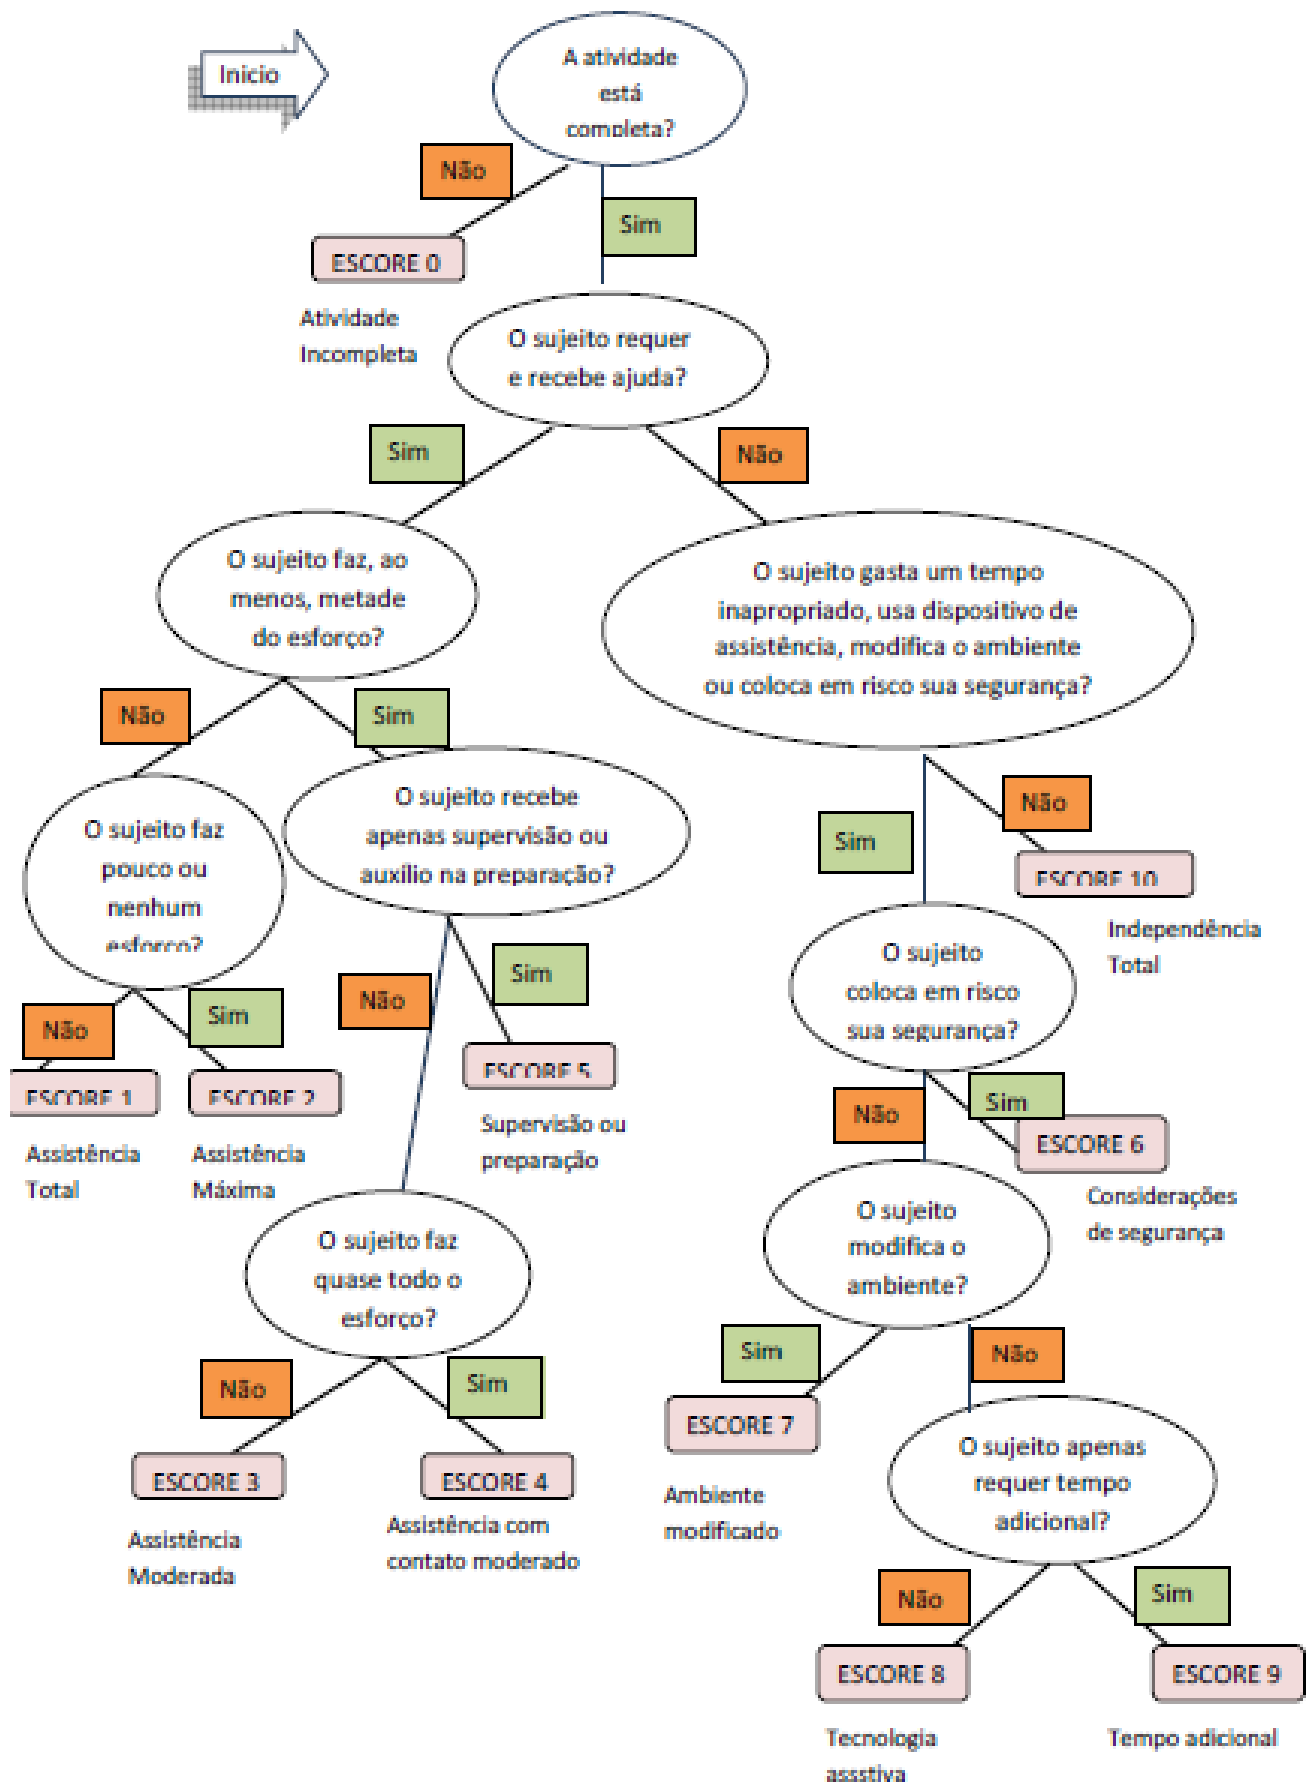 Inicio
A atividade
está
completa?
Não
Sim
ESCORE 0
Atividade
Incompleta
O sujeito requer
e recebe ajuda?
Sim
Não
O sujeito faz, ao
menos, metade
do esforço?
O sujeito gasta um tempo
inapropriado, usa dispositivo de
assistência, modifica o ambiente
ou coloca em risco sua segurança?
Não
Sim
O sujeito faz
pouco ou
nenhum
esforço?
O sujeito recebe
apenas supervisão ou
auxílio na preparação?
Sim
Não
ESCORE 10
Independência
Total
Não
Sim
ESCORE 1
Assistência
Total
ESCORE 2
Assistência
Máxima
Não
Sim
ESCORE 5
Supervisão ou
preparação
O sujeito
coloca em risco
sua segurança?
Não
Sim
ESCORE 6
Considerações
de segurança
O sujeito faz
quase todo o
esforço?
O sujeito
modifica o
ambiente?
Não
Sim
ESCORE 3
Assistência
Moderada
ESCORE 4
Assistência com
contato moderado
Sim
Não
ESCORE 7
Ambiente
modificado
O sujeito apenas
requer tempo
adicional?
Não
Sim
ESCORE 8
Tecnologia
assstiva
ESCORE 9
Tempo adicional